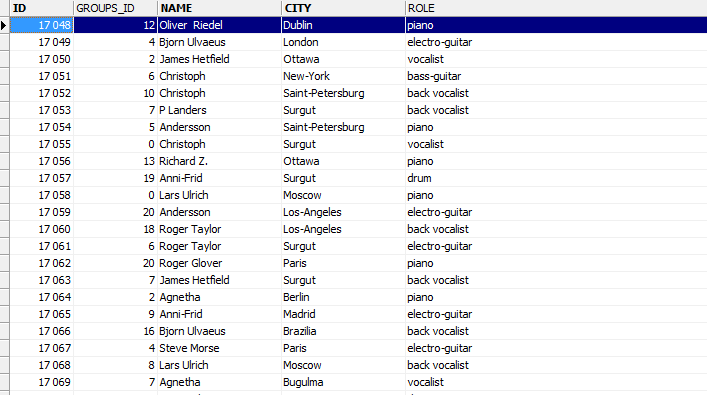 ID GROUPS_ID NAME CITY ROLE
17 048 12 Oliver  Riedel Dublin piano
17 049 4 Bjorn Ulvaeus London electro-guitar
17 050 2 James Hetfield Ottawa vocalist
17 051 6 Christoph New-York bass-guitar
17 052 10 Christoph Saint-Petersburg back vocalist
17 053 7 P Landers Surgut back vocalist
17 054 5 Andersson Saint-Petersburg piano
17 055 0 Christoph Surgut vocalist
17 056 13 Richard Z. Ottawa piano
17 057 19 Anni-Frid Surgut drum
17 058 0 Lars Ulrich Moscow piano
17 059 20 Andersson Los-Angeles electro-guitar
17 060 18 Roger Taylor Los-Angeles back vocalist
17 061 6 Roger Taylor Surgut electro-guitar
17 062 20 Roger Glover Paris piano
17 063 7 James Hetfield Surgut back vocalist
17 064 2 Agnetha Berlin piano
17 065 9 Anni-Frid Madrid electro-guitar
17 066 16 Bjorn Ulvaeus Brazilia back vocalist
17 067 4 Steve Morse Paris electro-guitar
17 068 8 Lars Ulrich Moscow back vocalist
17 069 7 Agnetha Bugulma vocalist